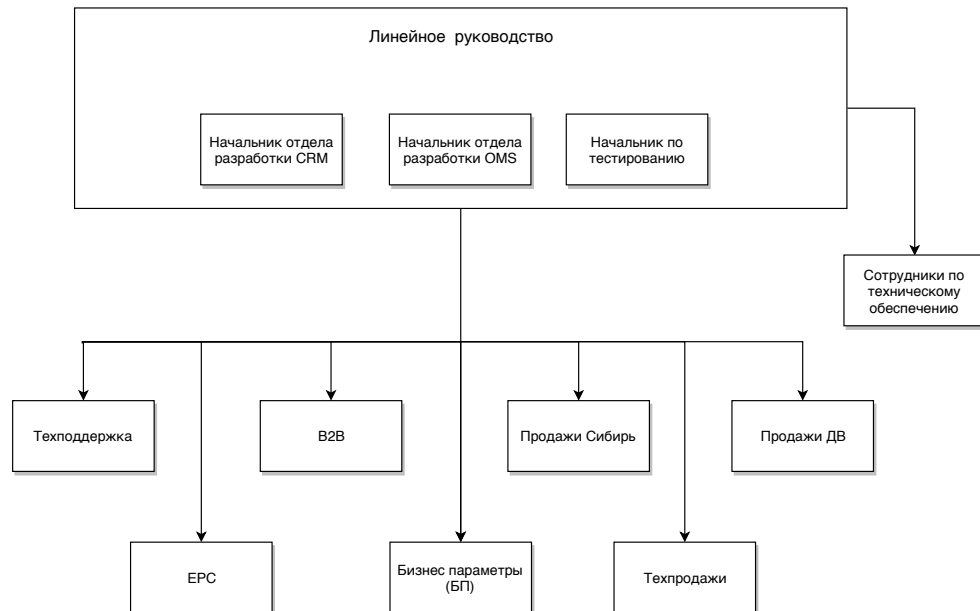 Линейное руководство
Начальник отдела
разработки CRM
Начальник отдела
разработки OMS
Начальник по
тестированию
Сотрудники по
техническому
обеспечению
Техподдержка
B2B
Продажи Сибирь
Продажи ДВ
EPC
Бизнес параметры
(БП)
Техпродажи